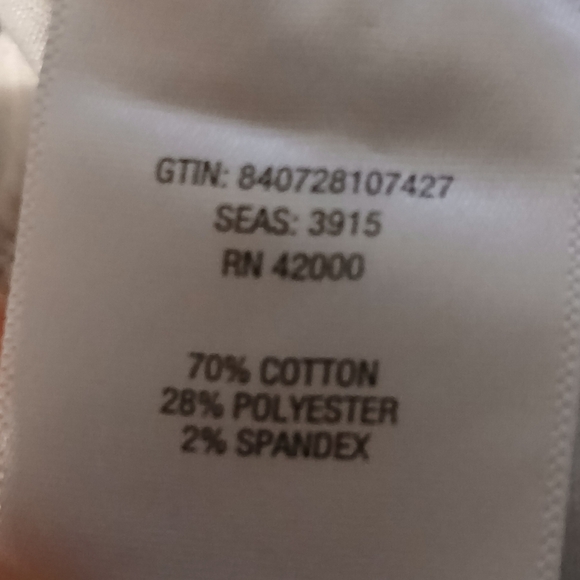 GTIN: 840728107427
SEAS: 3915
RN 42000
70% COTTON
28% POLYESTER
2% SPANDEX